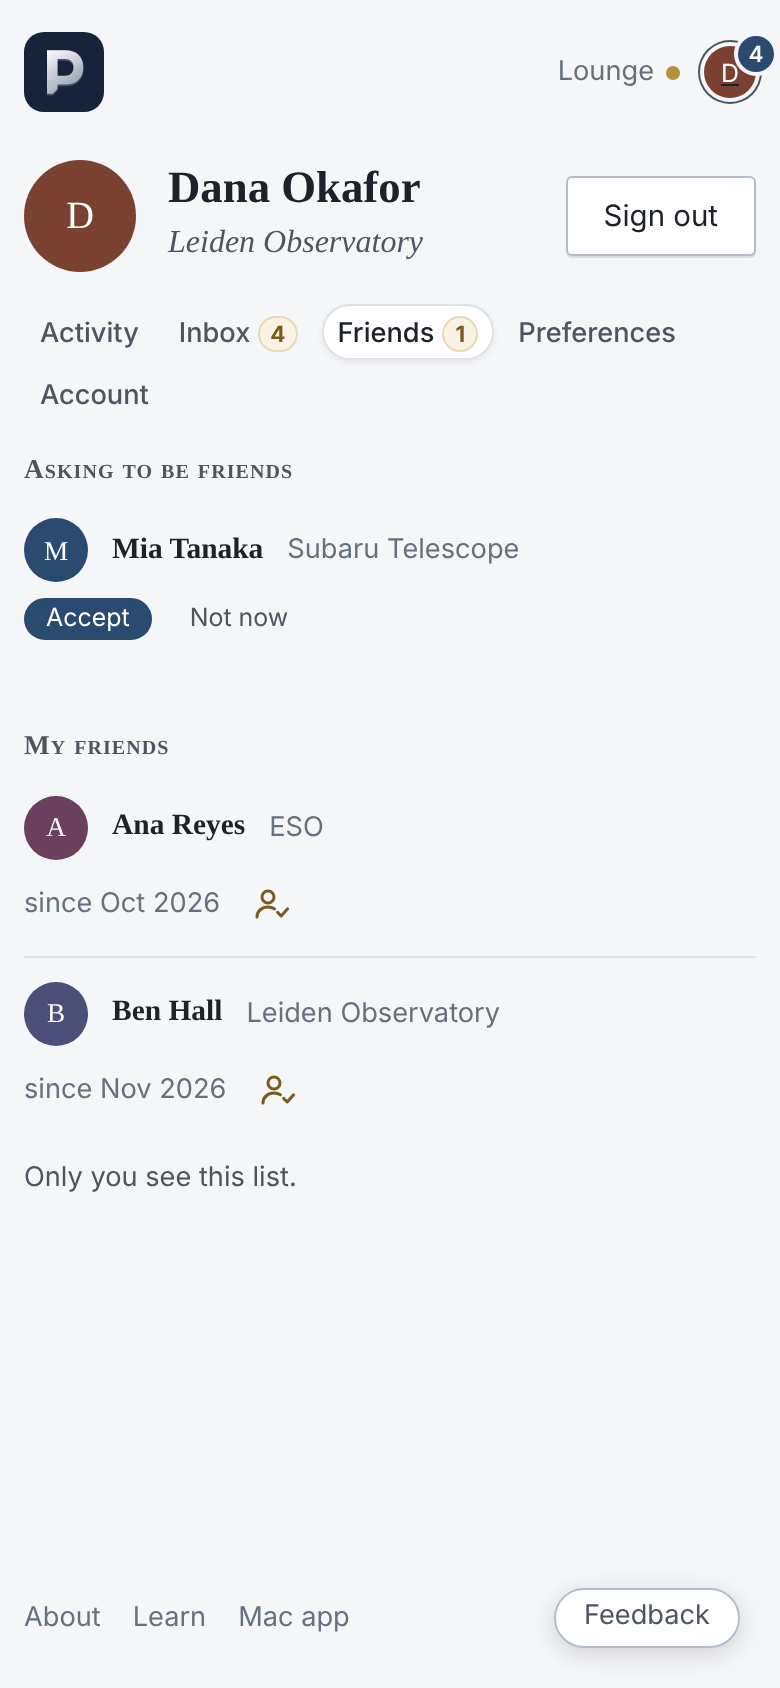 P
Lounge D 4
D Dana Okafor
Leiden Observatory
Sign out
Activity Inbox 4 Friends 1 Preferences
Account
Asking to be friends
M Mia Tanaka Subaru Telescope
Accept Not now
My friends
A Ana Reyes ESO
since Oct 2026
B Ben Hall Leiden Observatory
since Nov 2026
Only you see this list.
About Learn Mac app Feedback